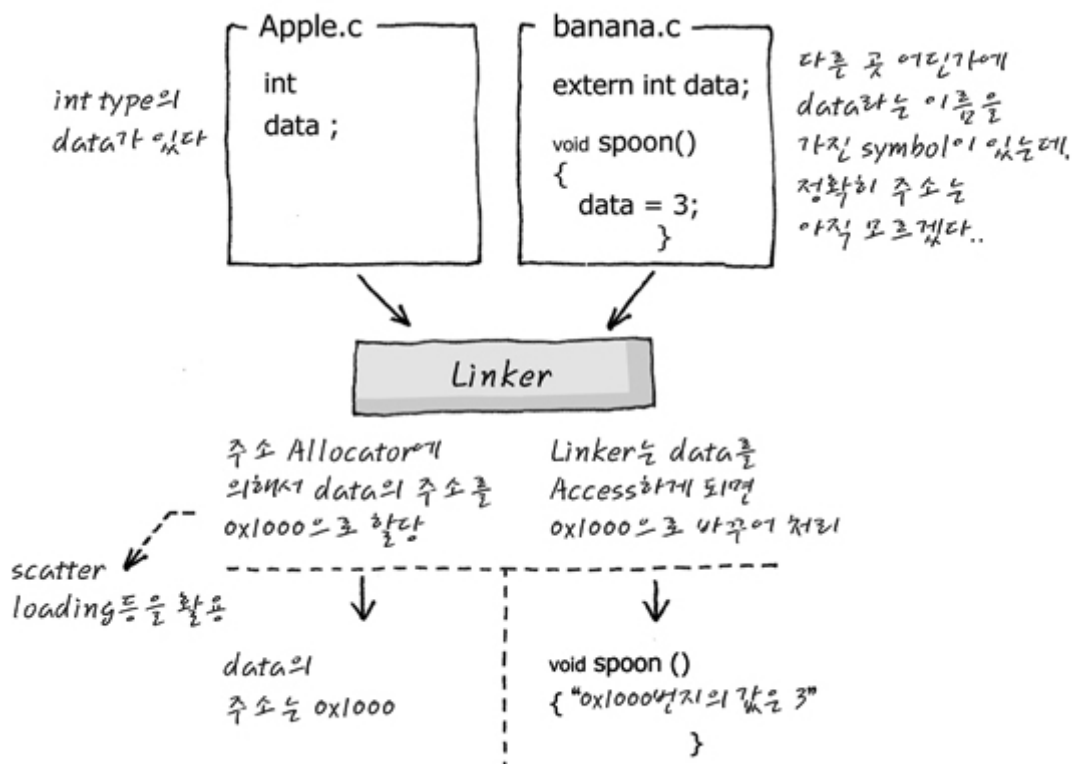 Apple.c
int
data ;
int type의
data가 있다
banana.c
extern int data;
void spoon()
{
data = 3;
}
다른 곳 어딘가에
data라는 이름을
가진 symbol이 있는데,
정확히 주소는
아직 모르겠다..
Linker
주소 Allocator에
의해서 data의 주소를
0x1000으로 할당
Linker는 data를
Access하게 되면
0x1000으로 바꾸어 처리
scatter
loading등을 활용
data의
주소는 0x1000
void spoon ()
{ "0x1000번지의 값은 3"
}